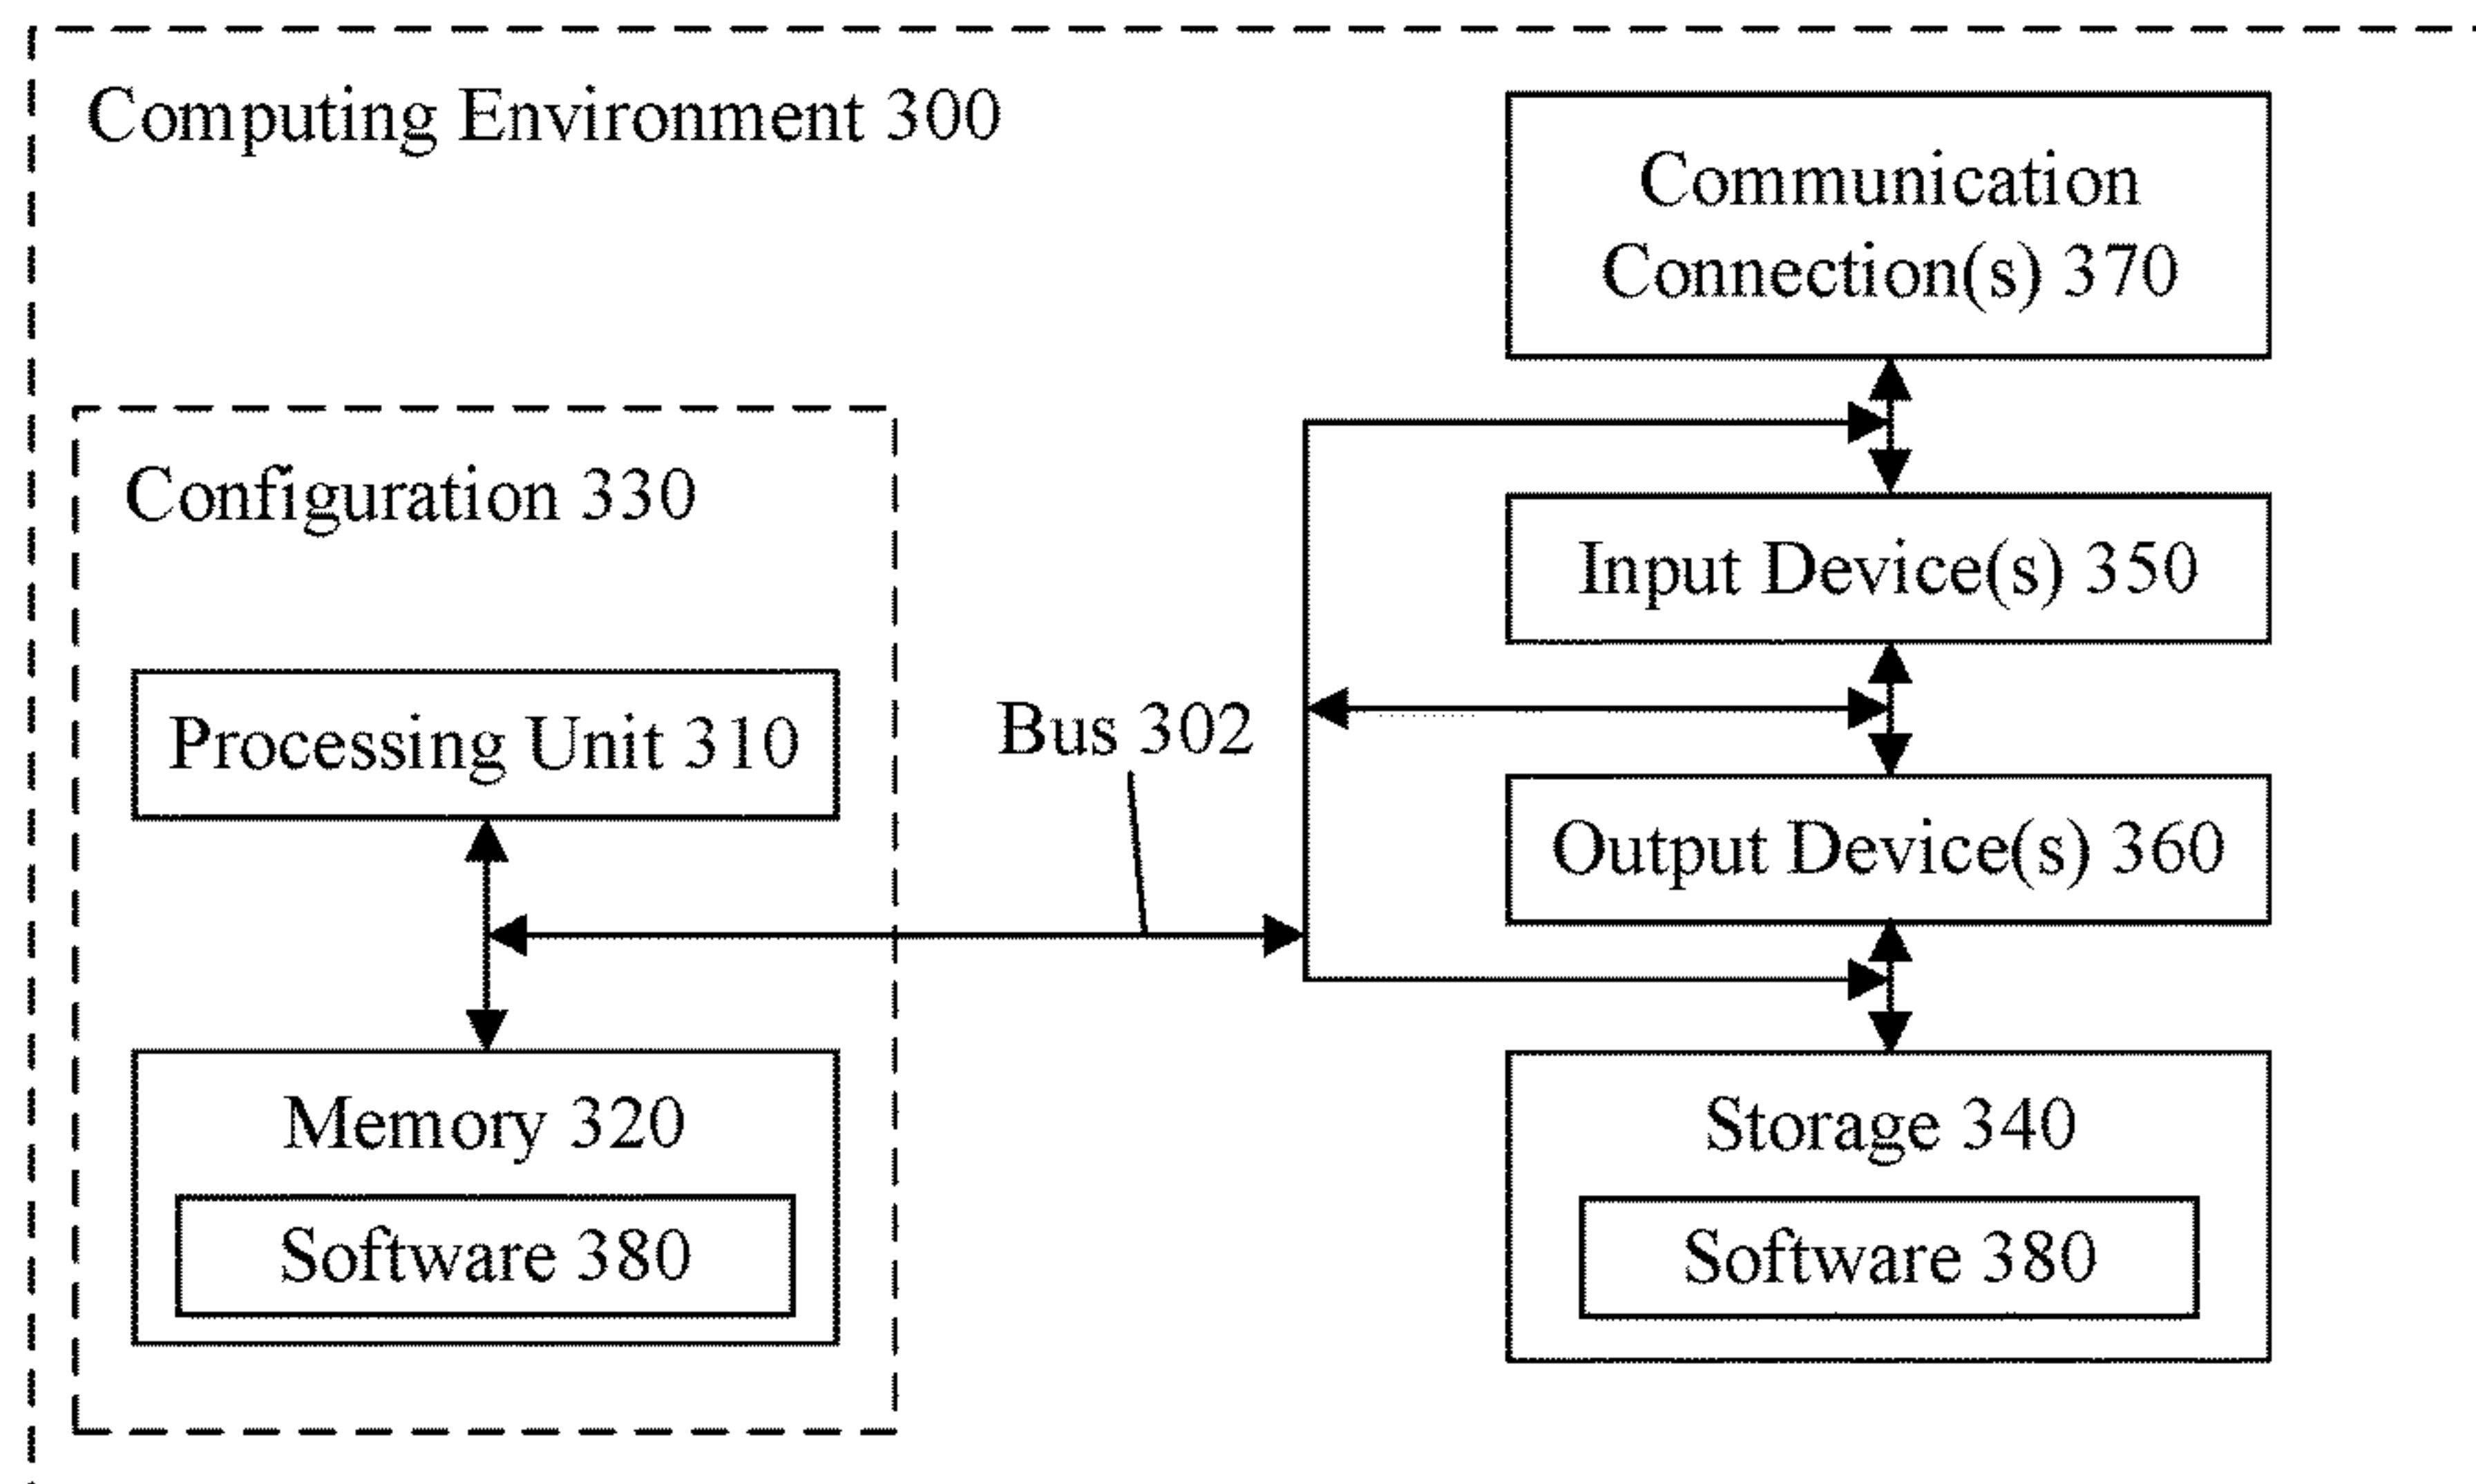 Computing Environment 300
Communication
Connection(s) 370
Configuration 330
Input Device(s) 350
Processing Unit 310
Bus 302
Output Device(s) 360
Memory 320
Software 380
Storage 340
Software 380